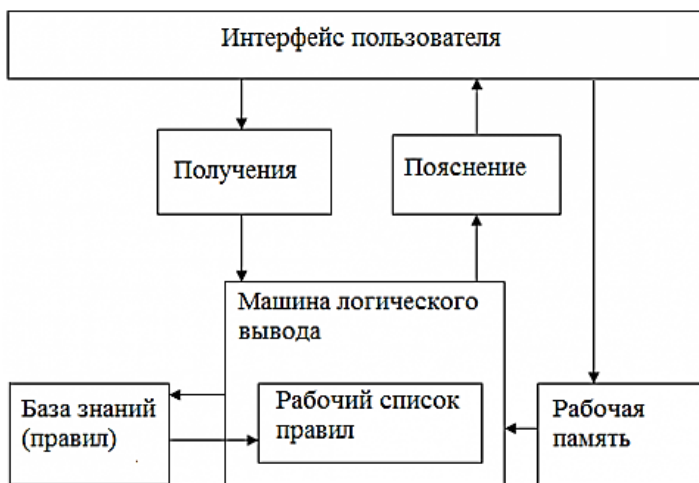 Интерфейс пользователя
Получения
Пояснение
Машина логического
вывода
База знаний
(правил)
Рабочий список
правил
Рабочая
память